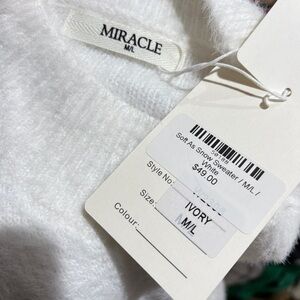 MIRACLE
M/L
Soft As Snow Sweater / M/L /
White
$49.00
Style No:
Size:
IVORY
M/L
Colour: